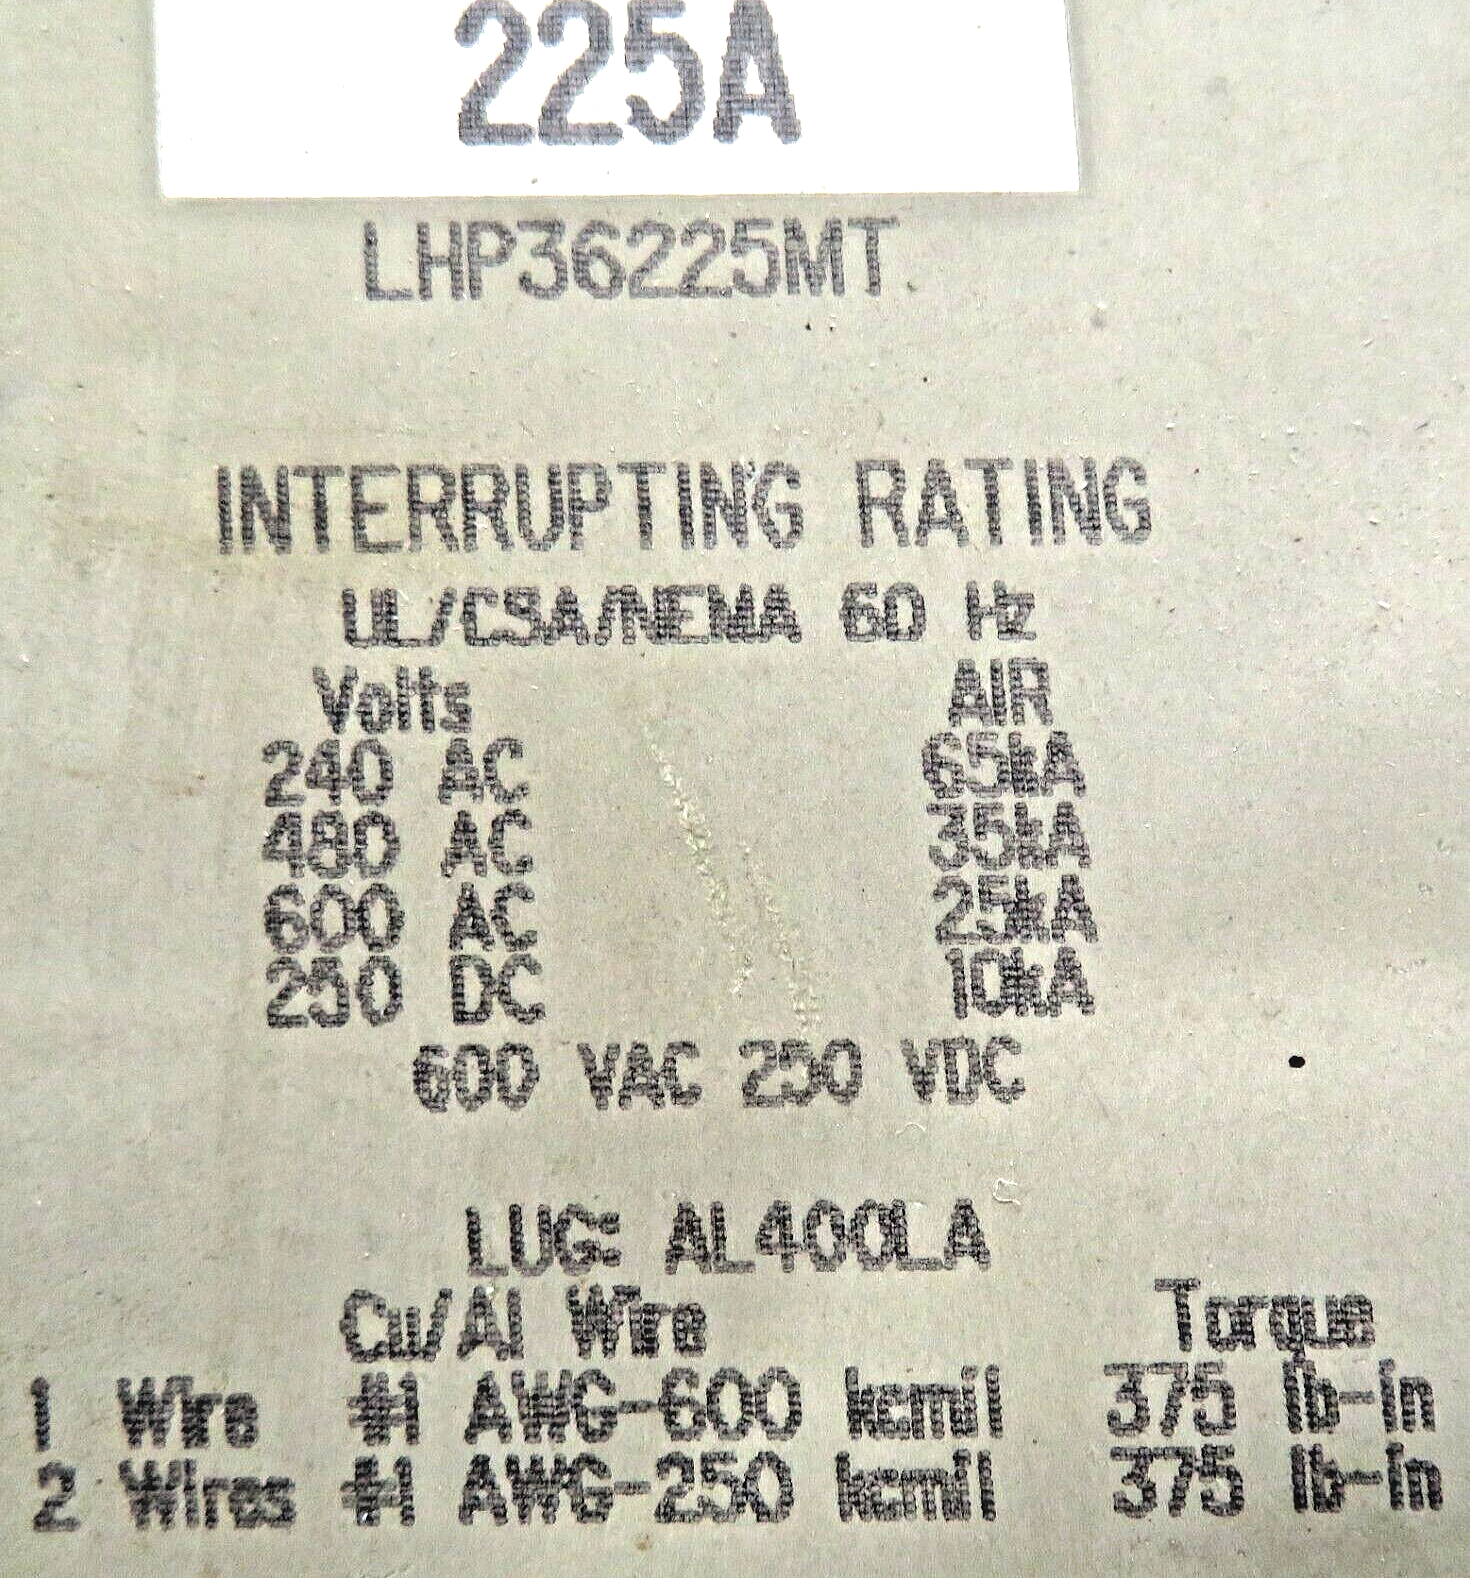 225A
LHP36225MT
INTERRUPTING RATING
UL/CSA/NEMA 60 Hz
Volts AIR
240 AC 65kA
480 AC 35kA
600 AC 25kA
250 DC 10kA
600 VAC 250 VDC
LUG: AL400LA
Cu/Al Wire Torque
1 Wire #1 AWG-600 kcmil 375 lb-in
2 Wires #1 AWG-250 kcmil 375 lb-in